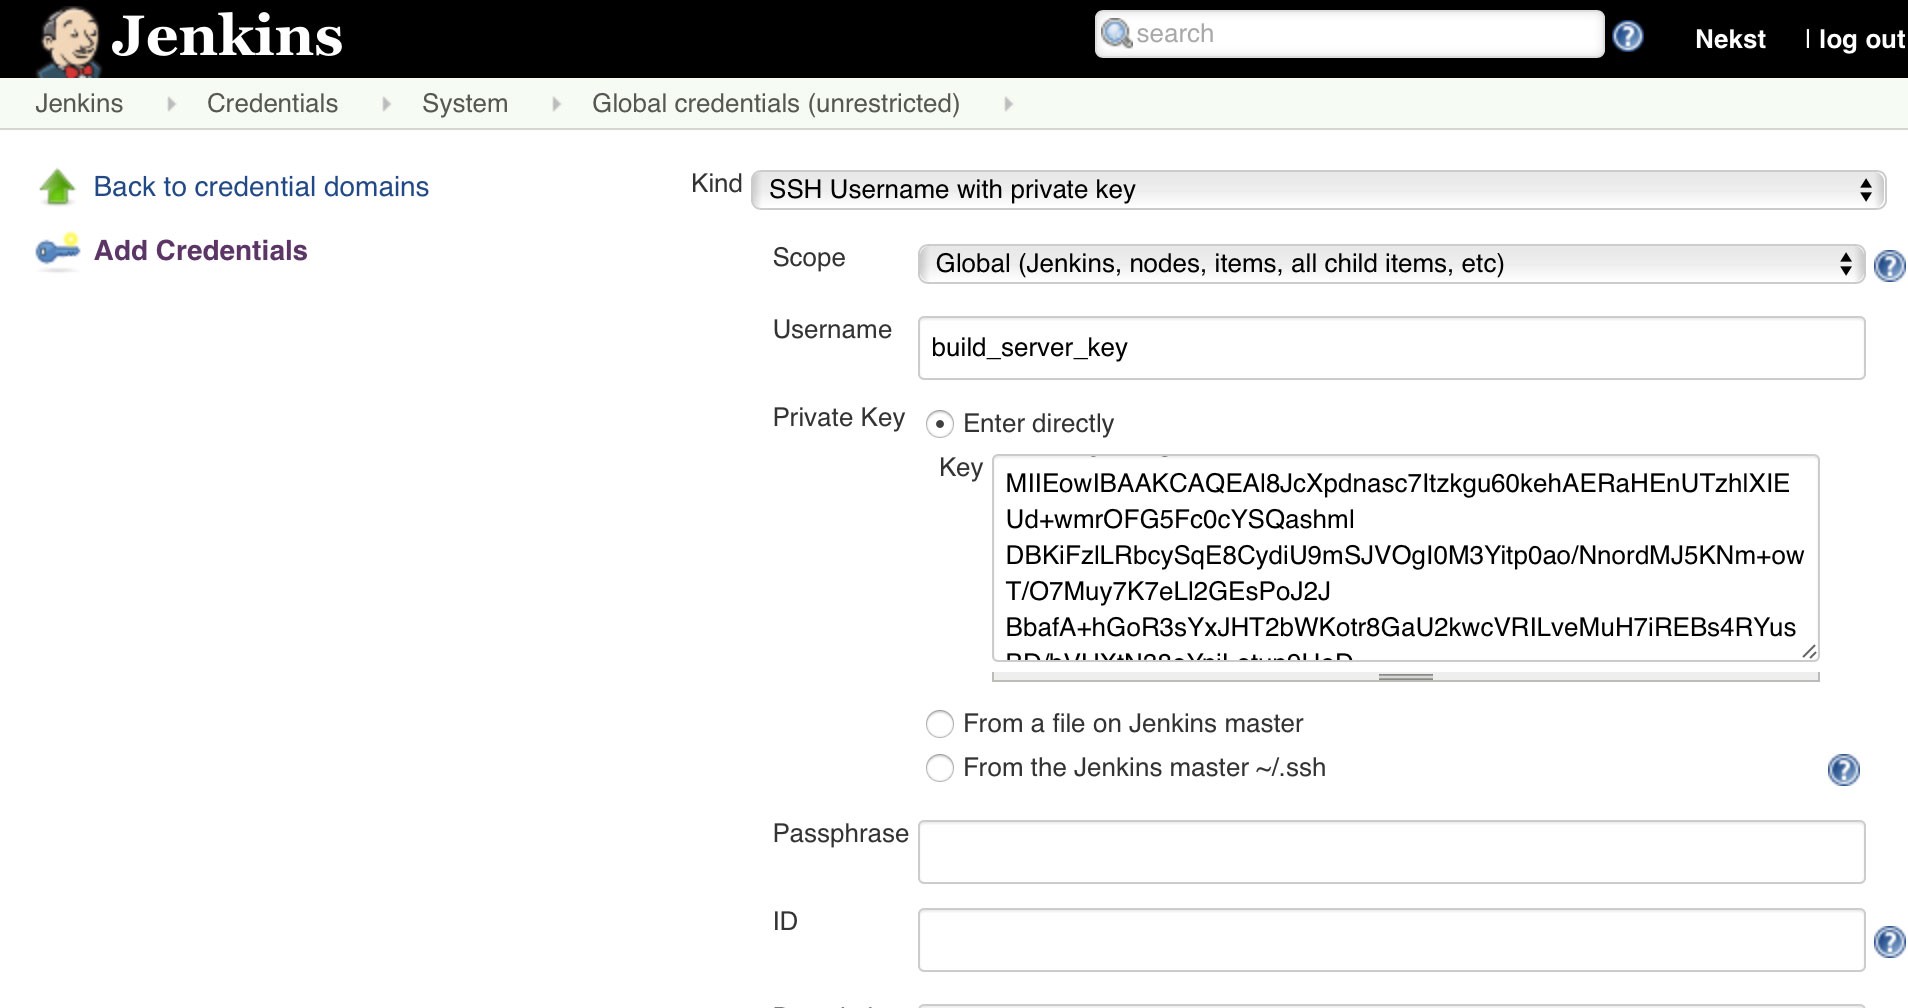 Jenkins
search
Nekst
| log out
Jenkins
Credentials
System
Global credentials (unrestricted)
Back to credential domains
Add Credentials
Kind
SSH Username with private key
Scope
Global (Jenkins, nodes, items, all child items, etc)
Username
build_server_key
Private Key
Enter directly
Key
MIIEowIBAAKCAQEAl8JcXpdnasc7Itzkgu60kehAERaHEnUTzhlXIE
Ud+wmrOFG5Fc0cYSQashml
DBKiFzlLRbcySqE8CydiU9mSJVOgI0M3Yitp0ao/NnordMJ5KNm+ow
T/O7Muy7K7eLl2GEsPoJ2J
BbafA+hGoR3sYxJHT2bWKotr8GaU2kwcVRILveMuH7iREBs4RYus
From a file on Jenkins master
From the Jenkins master ~/.ssh
Passphrase
ID